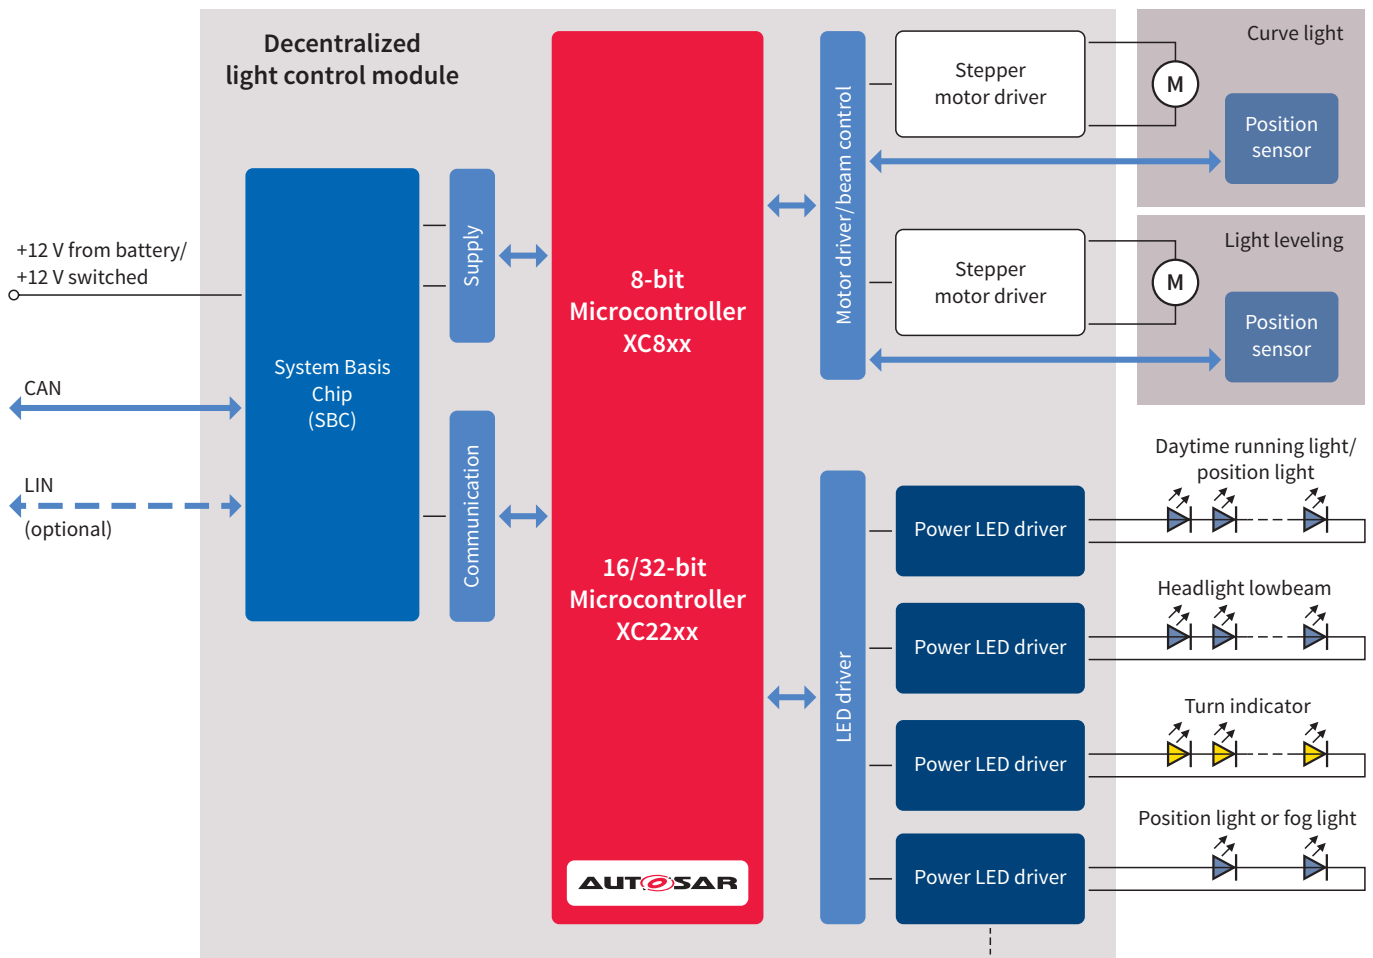 Decentralized
light control module
+12 V from battery/
+12 V switched
CAN
LIN
(optional)
System Basis
Chip
(SBC)
Supply
Communication
8-bit
Microcontroller
XC8xx
16/32-bit
Microcontroller
XC22xx
AUTOSAR
Motor driver/beam control
LED driver
Stepper
motor driver
M
Curve light
Position
sensor
Stepper
motor driver
M
Light leveling
Position
sensor
Daytime running light/
position light
Power LED driver
Headlight lowbeam
Power LED driver
Turn indicator
Power LED driver
Position light or fog light
Power LED driver